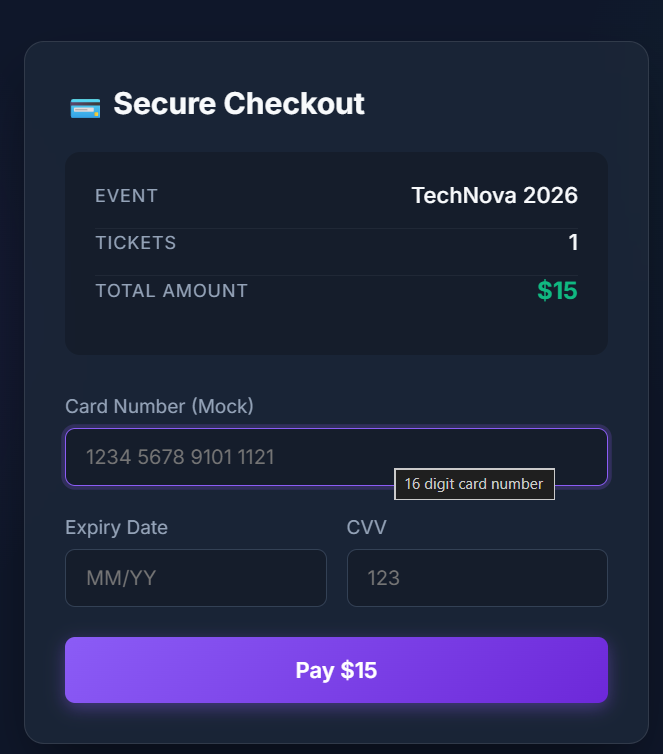 Secure Checkout
EVENT TechNova 2026
TICKETS 1
TOTAL AMOUNT $15
Card Number (Mock)
1234 5678 9101 1121
16 digit card number
Expiry Date CVV
MM/YY 123
Pay $15